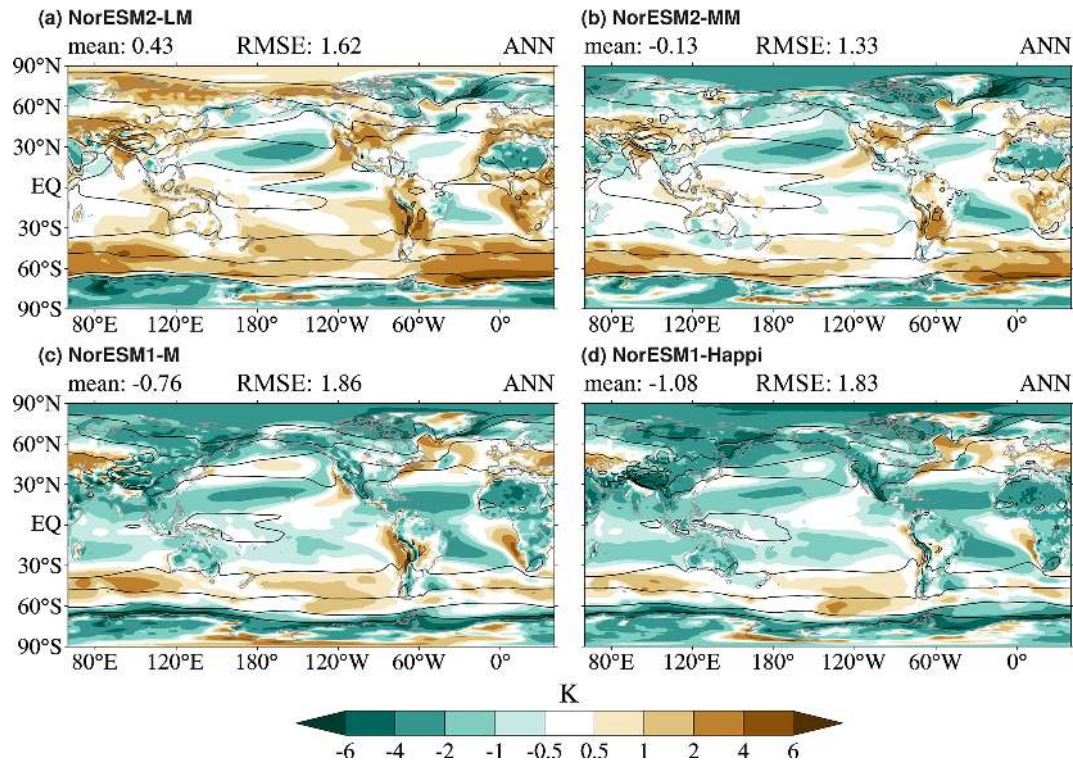 (a) NorESM2-LM
mean: 0.43 RMSE: 1.62 ANN
90°N
60°N
30°N
EQ
30°S
60°S
90°S
80°E 120°E 180° 120°W 60°W 0°
(b) NorESM2-MM
mean: -0.13 RMSE: 1.33 ANN
80°E 120°E 180° 120°W 60°W 0°
(c) NorESM1-M
mean: -0.76 RMSE: 1.86 ANN
90°N
60°N
30°N
EQ
30°S
60°S
90°S
80°E 120°E 180° 120°W 60°W 0°
(d) NorESM1-Happi
mean: -1.08 RMSE: 1.83 ANN
80°E 120°E 180° 120°W 60°W 0°
K
-6 -4 -2 -1 -0.5 0.5 1 2 4 6